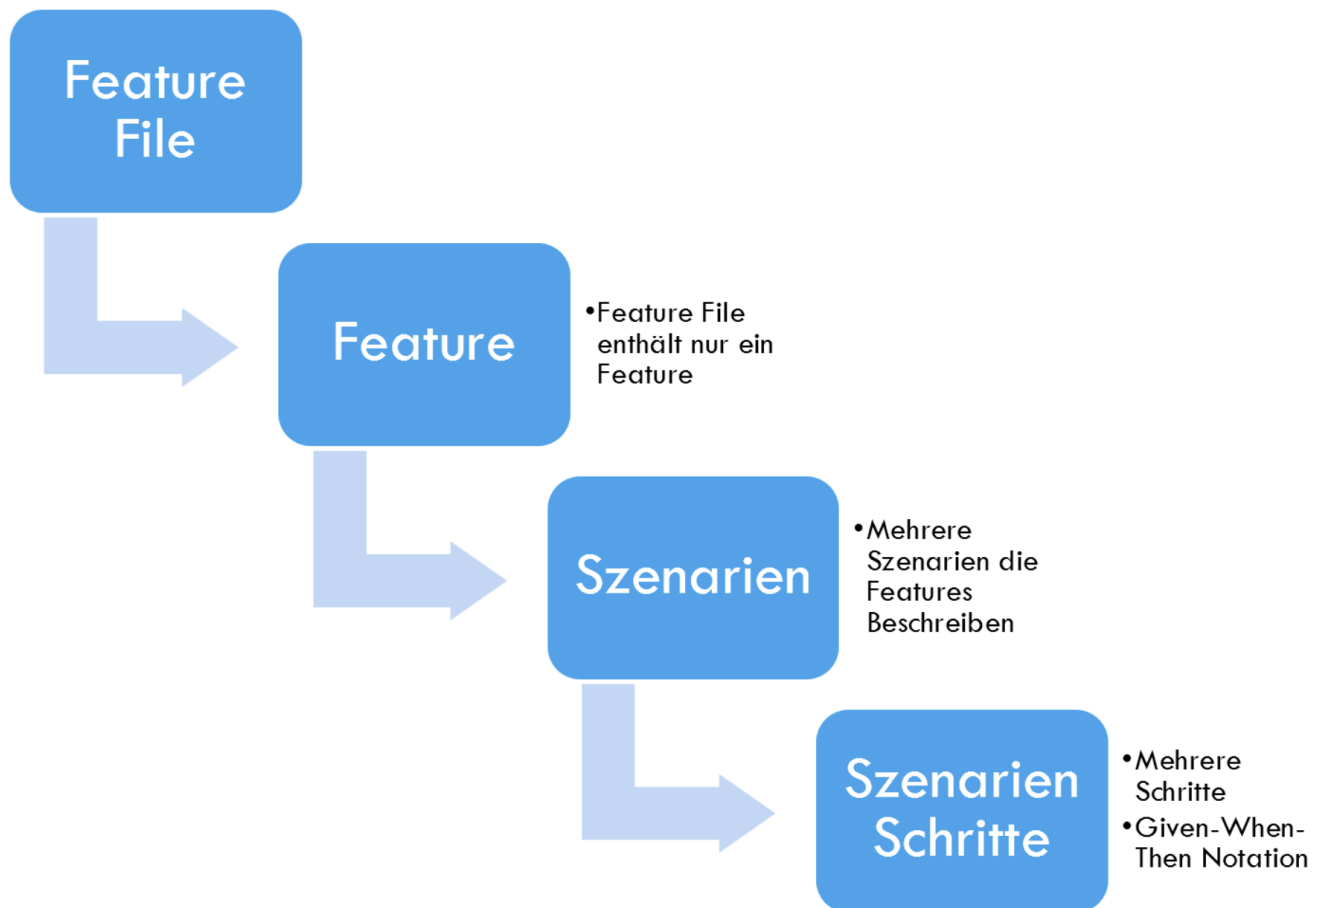 Feature
File
Feature
•Feature File
enthält nur ein
Feature
Szenarien
•Mehrere
Szenarien die
Features
Beschreiben
Szenarien
Schritte
•Mehrere
Schritte
•Given-When-
Then Notation